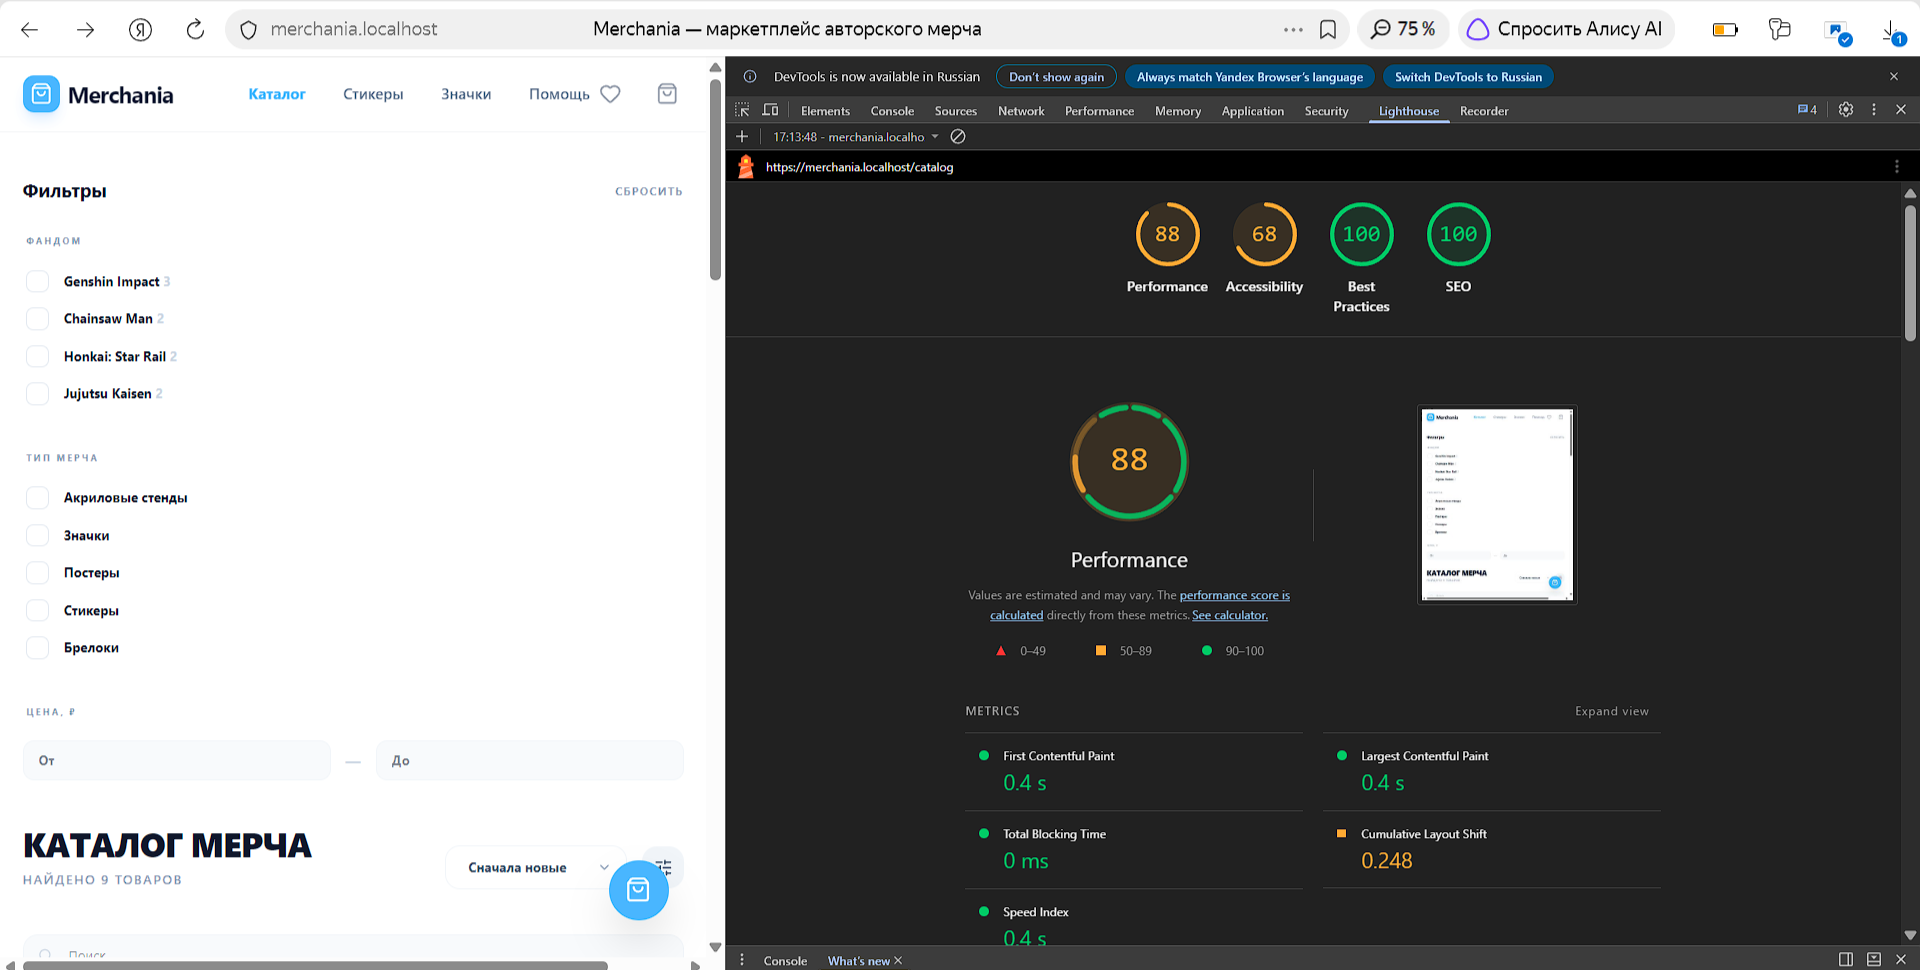 merchania.localhost
Merchania — маркетплейс авторского мерча
75 %
Спросить Алису AI
1
Merchania
Каталог
Стикеры
Значки
Помощь
Фильтры
СБРОСИТЬ
ФАНДОМ
Genshin Impact 3
Chainsaw Man 2
Honkai: Star Rail 2
Jujutsu Kaisen 2
ТИП МЕРЧА
Акриловые стенды
Значки
Постеры
Стикеры
Брелоки
ЦЕНА, ₽
От
—
До
КАТАЛОГ МЕРЧА
НАЙДЕНО 9 ТОВАРОВ
Сначала новые
Поиск
DevTools is now available in Russian
Don't show again
Always match Yandex Browser's language
Switch DevTools to Russian
Elements
Console
Sources
Network
Performance
Memory
Application
Security
Lighthouse
Recorder
4
17:13:48 - merchania.localho
https://merchania.localhost/catalog
88
68
100
100
Performance
Accessibility
Best
Practices
SEO
88
Performance
Values are estimated and may vary. The performance score is
calculated directly from these metrics. See calculator.
0–49
50–89
90–100
METRICS
Expand view
First Contentful Paint
0.4 s
Largest Contentful Paint
0.4 s
Total Blocking Time
0 ms
Cumulative Layout Shift
0.248
Speed Index
0.4 s
Console
What's new